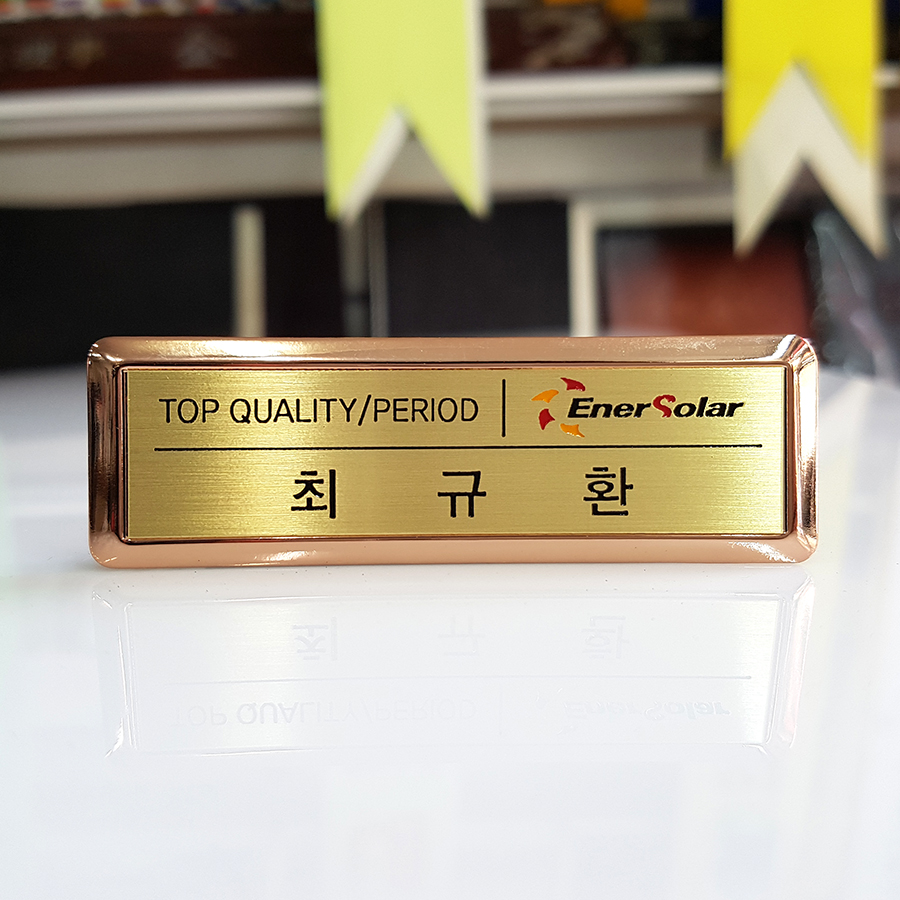 TOP QUALITY/PERIOD | EnerSolar
최 규 환